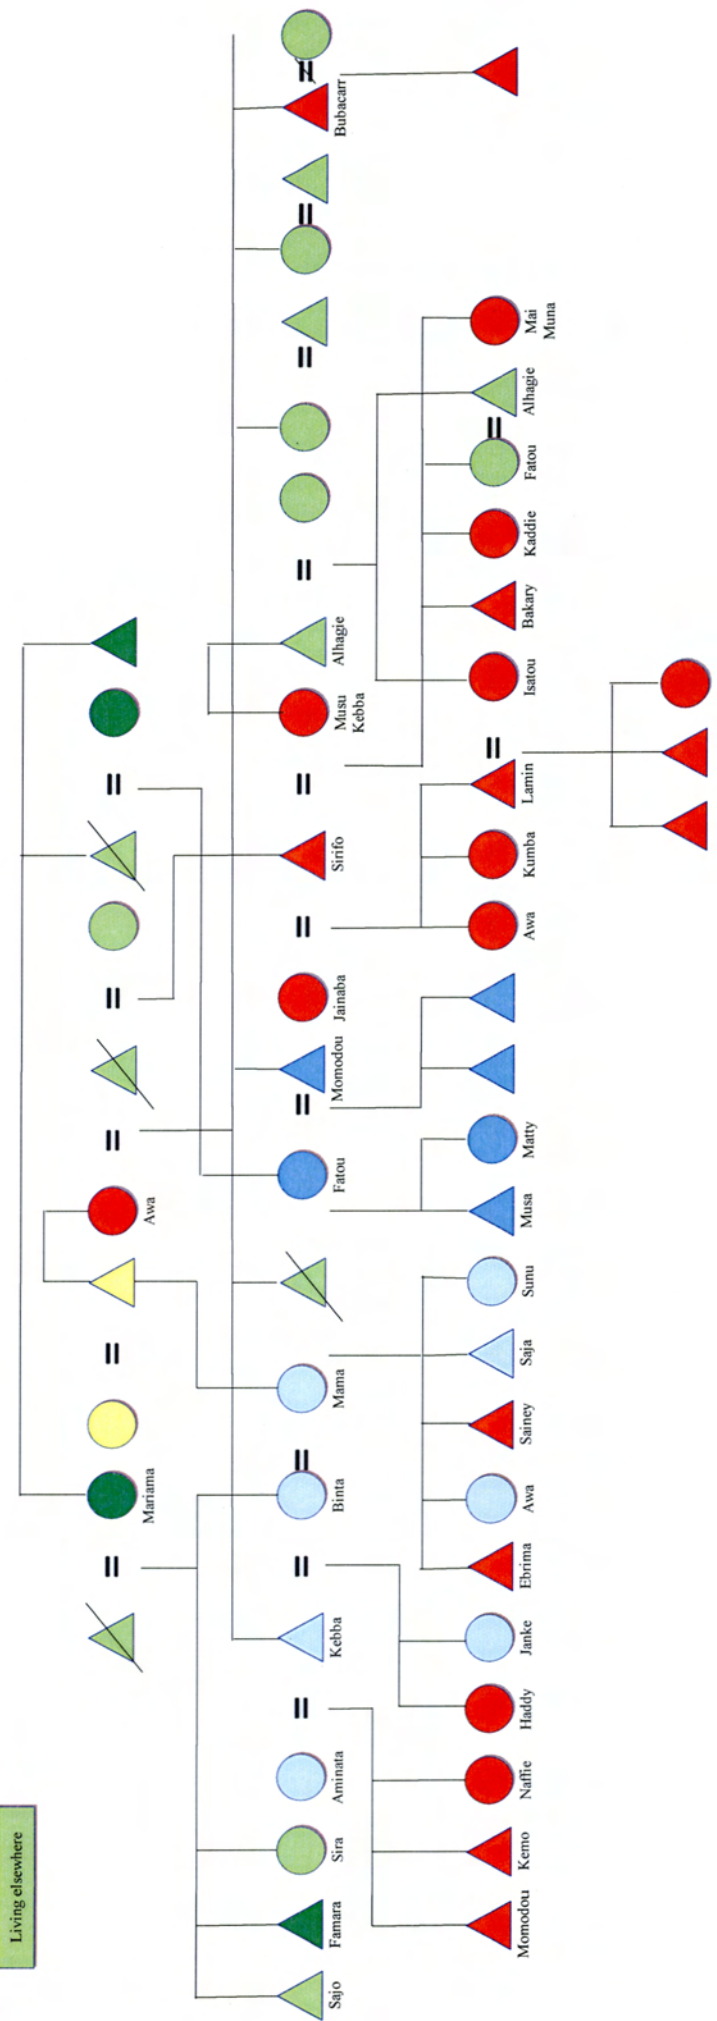 Living elsewhere
Mariama
Awa
Sajo
Famara
Sira
Aminata
Kebba
Binta
Mama
Fatou
Momodou
Jainaba
Sirifo
Musu
Kebba
Alhagie
Bubacarr
Momodou
Kemo
Naffie
Haddy
Janke
Ebrima
Awa
Sainey
Saja
Sunu
Musa
Matty
Awa
Kumba
Lamin
Isatou
Bakary
Kaddie
Fatou
Alhagie
Mai
Muna